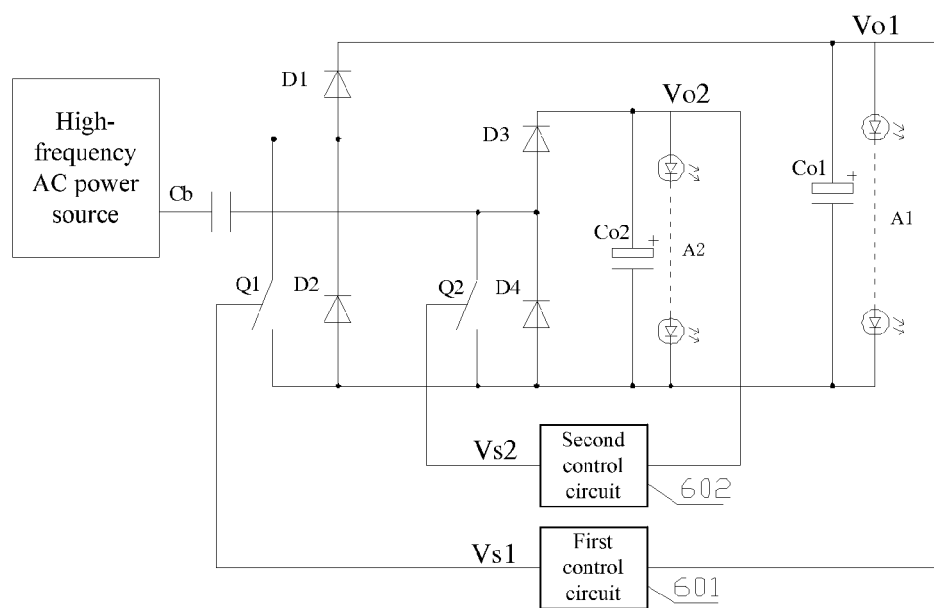 Vo1
D1
Vo2
High-
frequency
AC power
source
D3
Cb
Co1
+
A1
Co2
+
A2
Q1
D2
Q2
D4
Vs2
Second
control
circuit
602
Vs1
First
control
circuit
601